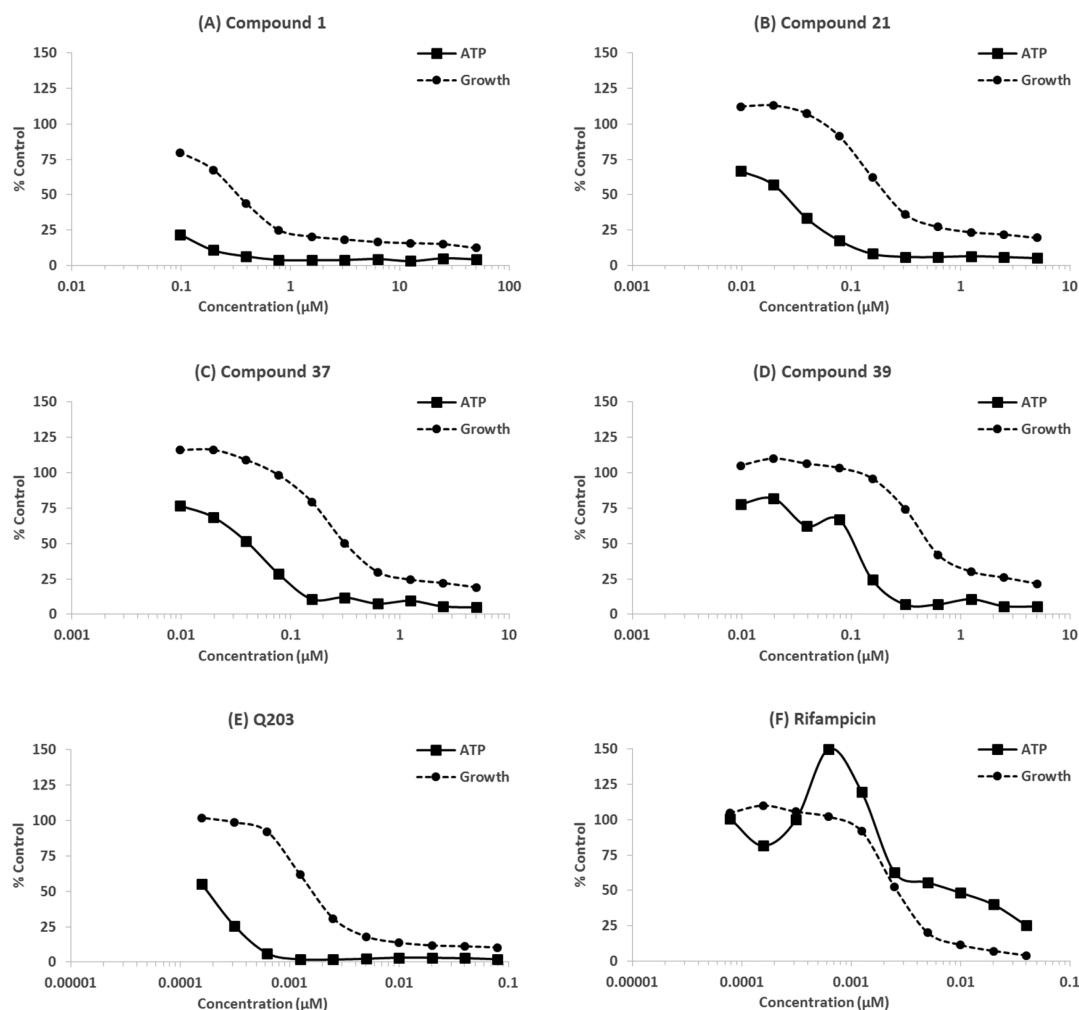 (A) Compound 1
150
125
100
75
50
25
0
% Control
0.01 0.1 1 10 100
Concentration (µM)
ATP
Growth
(B) Compound 21
150
125
100
75
50
25
0
% Control
0.001 0.01 0.1 1 10
Concentration (µM)
ATP
Growth
(C) Compound 37
150
125
100
75
50
25
0
% Control
0.001 0.01 0.1 1 10
Concentration (µM)
ATP
Growth
(D) Compound 39
150
125
100
75
50
25
0
% Control
0.001 0.01 0.1 1 10
Concentration (µM)
ATP
Growth
(E) Q203
150
125
100
75
50
25
0
% Control
0.00001 0.0001 0.001 0.01 0.1
Concentration (µM)
ATP
Growth
(F) Rifampicin
150
125
100
75
50
25
0
% Control
0.00001 0.0001 0.001 0.01 0.1
Concentration (µM)
ATP
Growth